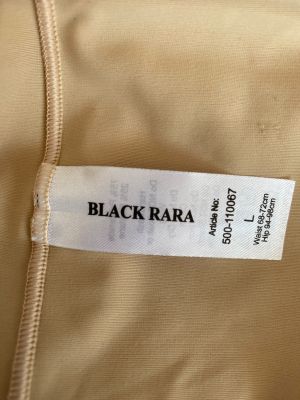 BLACK RARA
Article No:
500-110067
L
Waist 68-72cm
Hip 94-98cm